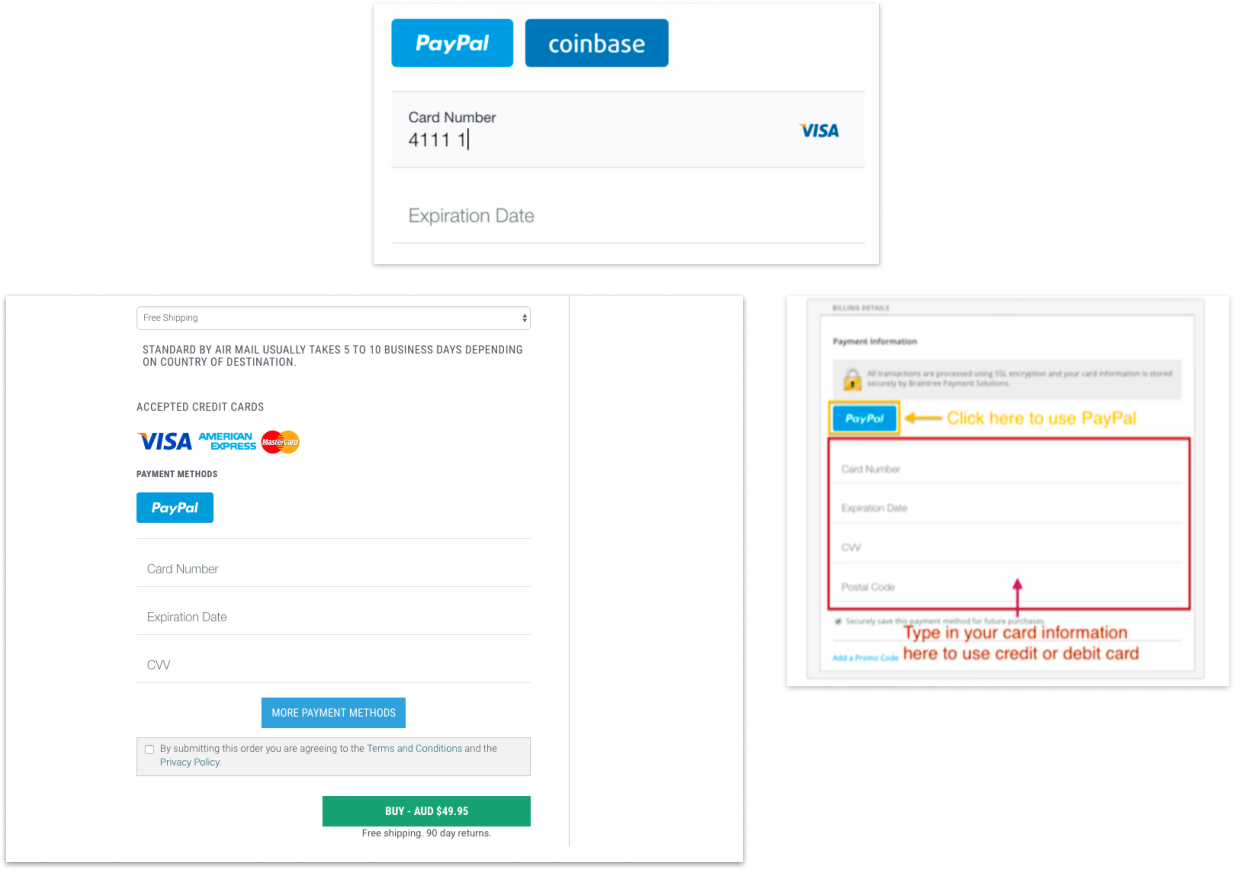 PayPal
coinbase
Card Number
4111 1
VISA
Expiration Date
Free Shipping
STANDARD BY AIR MAIL USUALLY TAKES 5 TO 10 BUSINESS DAYS DEPENDING
ON COUNTRY OF DESTINATION.
ACCEPTED CREDIT CARDS
VISA
AMERICAN
EXPRESS
MasterCard
PAYMENT METHODS
PayPal
Card Number
Expiration Date
CVV
MORE PAYMENT METHODS
By submitting this order you are agreeing to the Terms and Conditions and the
Privacy Policy.
BUY - AUD $49.95
Free shipping. 90 day returns.
BILLING DETAILS
Payment Information
All transactions are processed using SSL encryption and your card information is stored
securely by Braintree Payment Solutions.
PayPal
Click here to use PayPal
Card Number
Expiration Date
CVV
Postal Code
Securely save this payment method for future purchases.
Type in your card information
here to use credit or debit card
Add a Promo Code